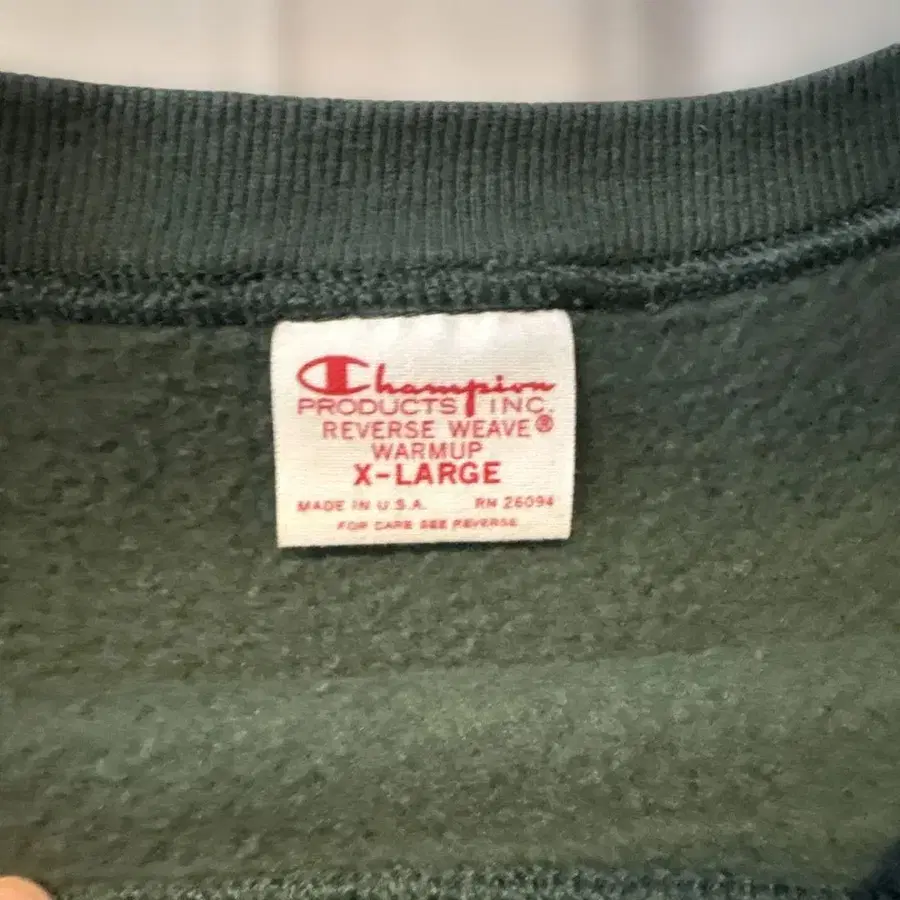 Champion
PRODUCTS INC.
REVERSE WEAVE®
WARMUP
X-LARGE
MADE IN U.S.A. RN 26094
FOR CARE SEE REVERSE